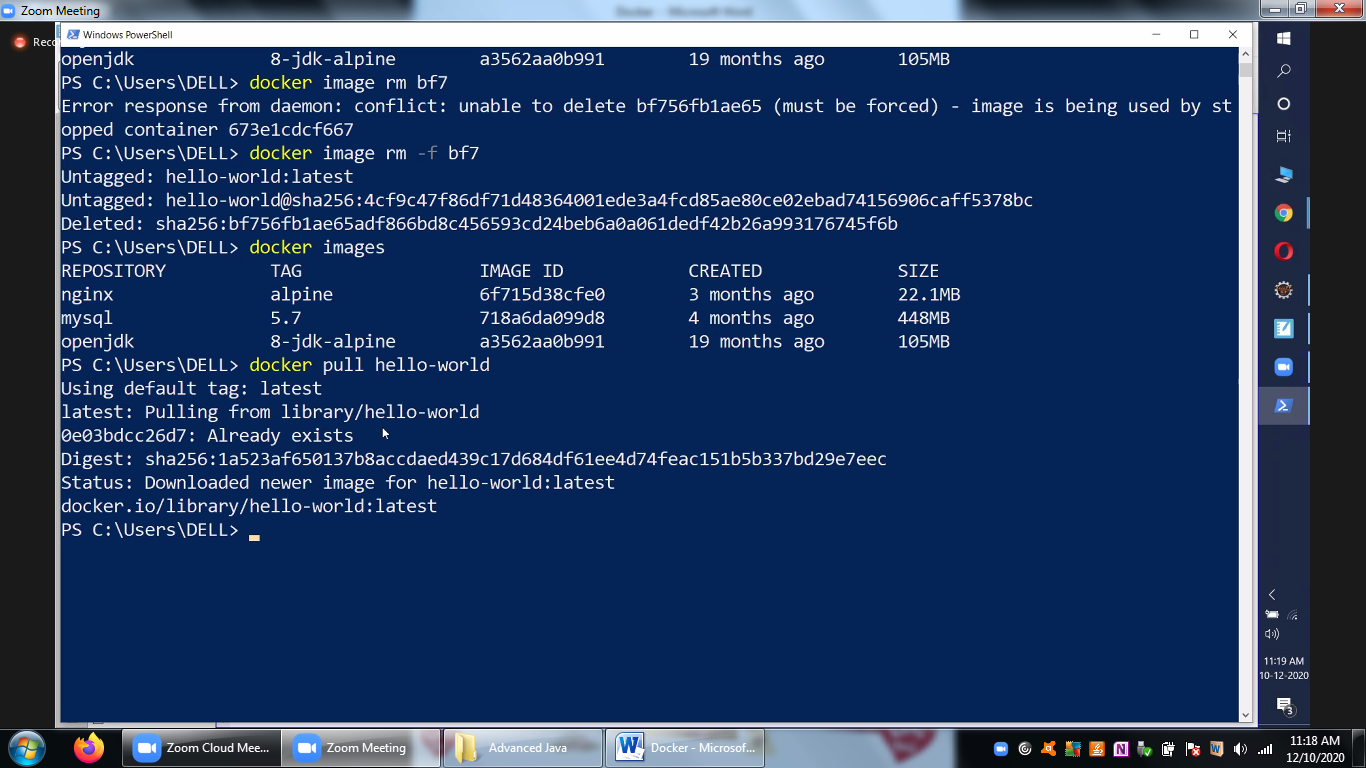 Zoom Meeting
Docker - Microsoft Word
Reco
Windows PowerShell
openjdk 8-jdk-alpine a3562aa0b991 19 months ago 105MB
PS C:\Users\DELL> docker image rm bf7
Error response from daemon: conflict: unable to delete bf756fb1ae65 (must be forced) - image is being used by st
opped container 673e1cdcf667
PS C:\Users\DELL> docker image rm -f bf7
Untagged: hello-world:latest
Untagged: hello-world@sha256:4cf9c47f86df71d48364001ede3a4fcd85ae80ce02ebad74156906caff5378bc
Deleted: sha256:bf756fb1ae65adf866bd8c456593cd24beb6a0a061dedf42b26a993176745f6b
PS C:\Users\DELL> docker images
REPOSITORY TAG IMAGE ID CREATED SIZE
nginx alpine 6f715d38cfe0 3 months ago 22.1MB
mysql 5.7 718a6da099d8 4 months ago 448MB
openjdk 8-jdk-alpine a3562aa0b991 19 months ago 105MB
PS C:\Users\DELL> docker pull hello-world
Using default tag: latest
latest: Pulling from library/hello-world
0e03bdcc26d7: Already exists
Digest: sha256:1a523af650137b8accdaed439c17d684df61ee4d74feac151b5b337bd29e7eec
Status: Downloaded newer image for hello-world:latest
docker.io/library/hello-world:latest
PS C:\Users\DELL>
11:19 AM
10-12-2020
3
Zoom Cloud Mee...
Zoom Meeting
Advanced Java
Docker - Microsof...
11:18 AM
12/10/2020